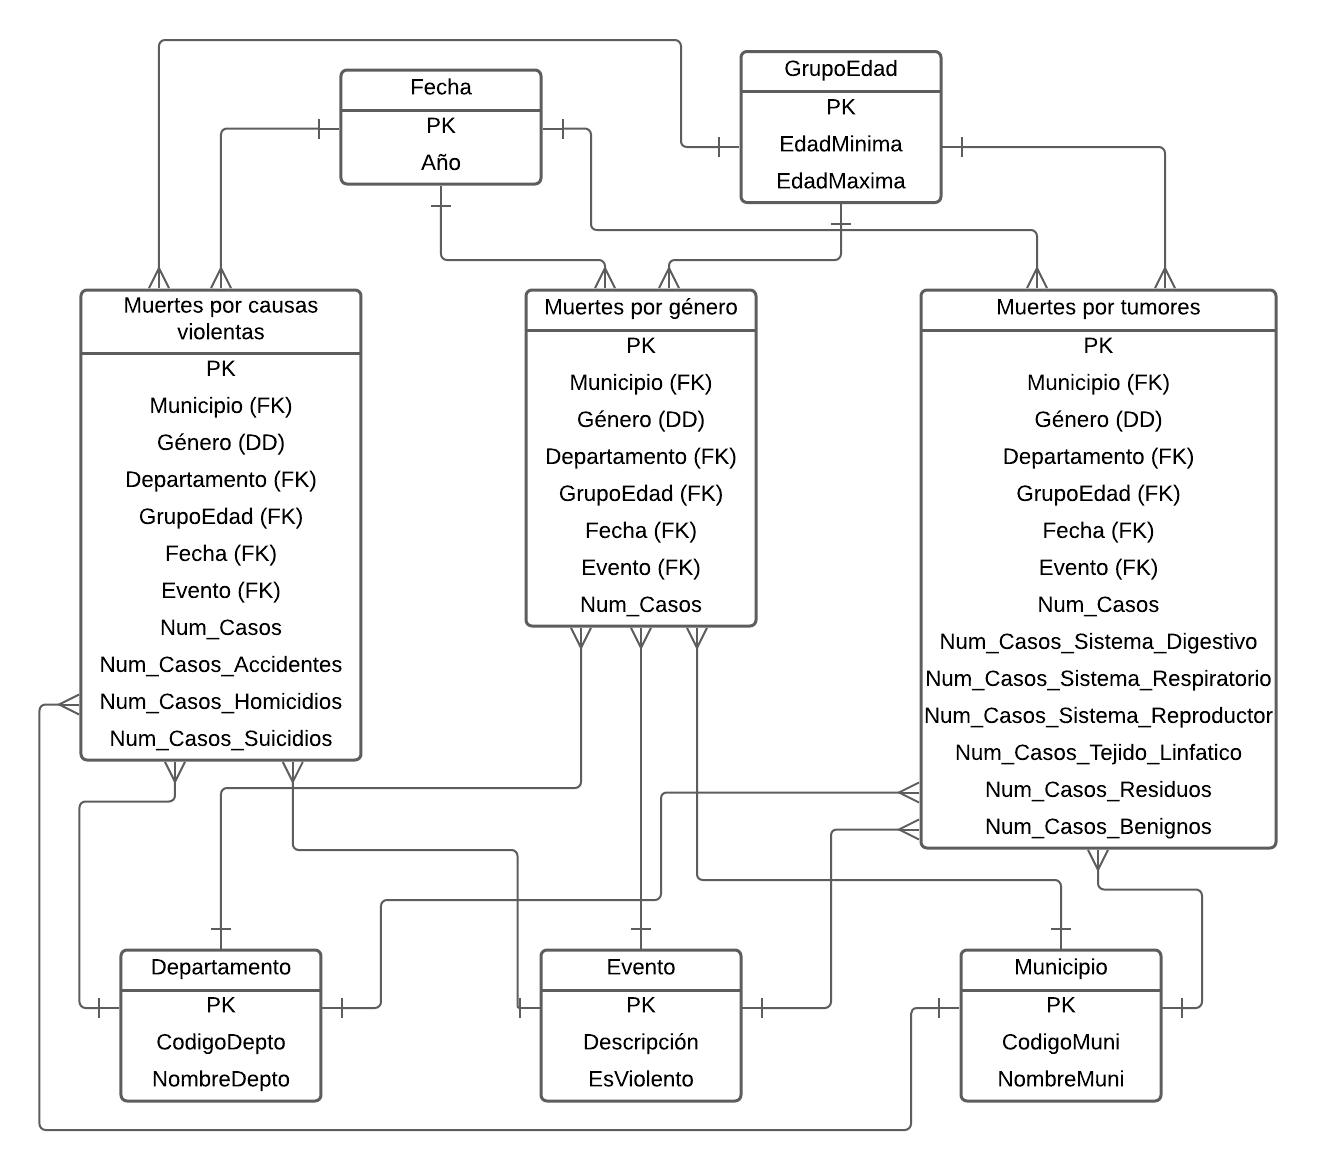 Fecha
PK
Año
GrupoEdad
PK
EdadMinima
EdadMaxima
Muertes por causas
violentas
PK
Municipio (FK)
Género (DD)
Departamento (FK)
GrupoEdad (FK)
Fecha (FK)
Evento (FK)
Num_Casos
Num_Casos_Accidentes
Num_Casos_Homicidios
Num_Casos_Suicidios
Muertes por género
PK
Municipio (FK)
Género (DD)
Departamento (FK)
GrupoEdad (FK)
Fecha (FK)
Evento (FK)
Num_Casos
Muertes por tumores
PK
Municipio (FK)
Género (DD)
Departamento (FK)
GrupoEdad (FK)
Fecha (FK)
Evento (FK)
Num_Casos
Num_Casos_Sistema_Digestivo
Num_Casos_Sistema_Respiratorio
Num_Casos_Sistema_Reproductor
Num_Casos_Tejido_Linfatico
Num_Casos_Residuos
Num_Casos_Benignos
Departamento
PK
CodigoDepto
NombreDepto
Evento
PK
Descripción
EsViolento
Municipio
PK
CodigoMuni
NombreMuni